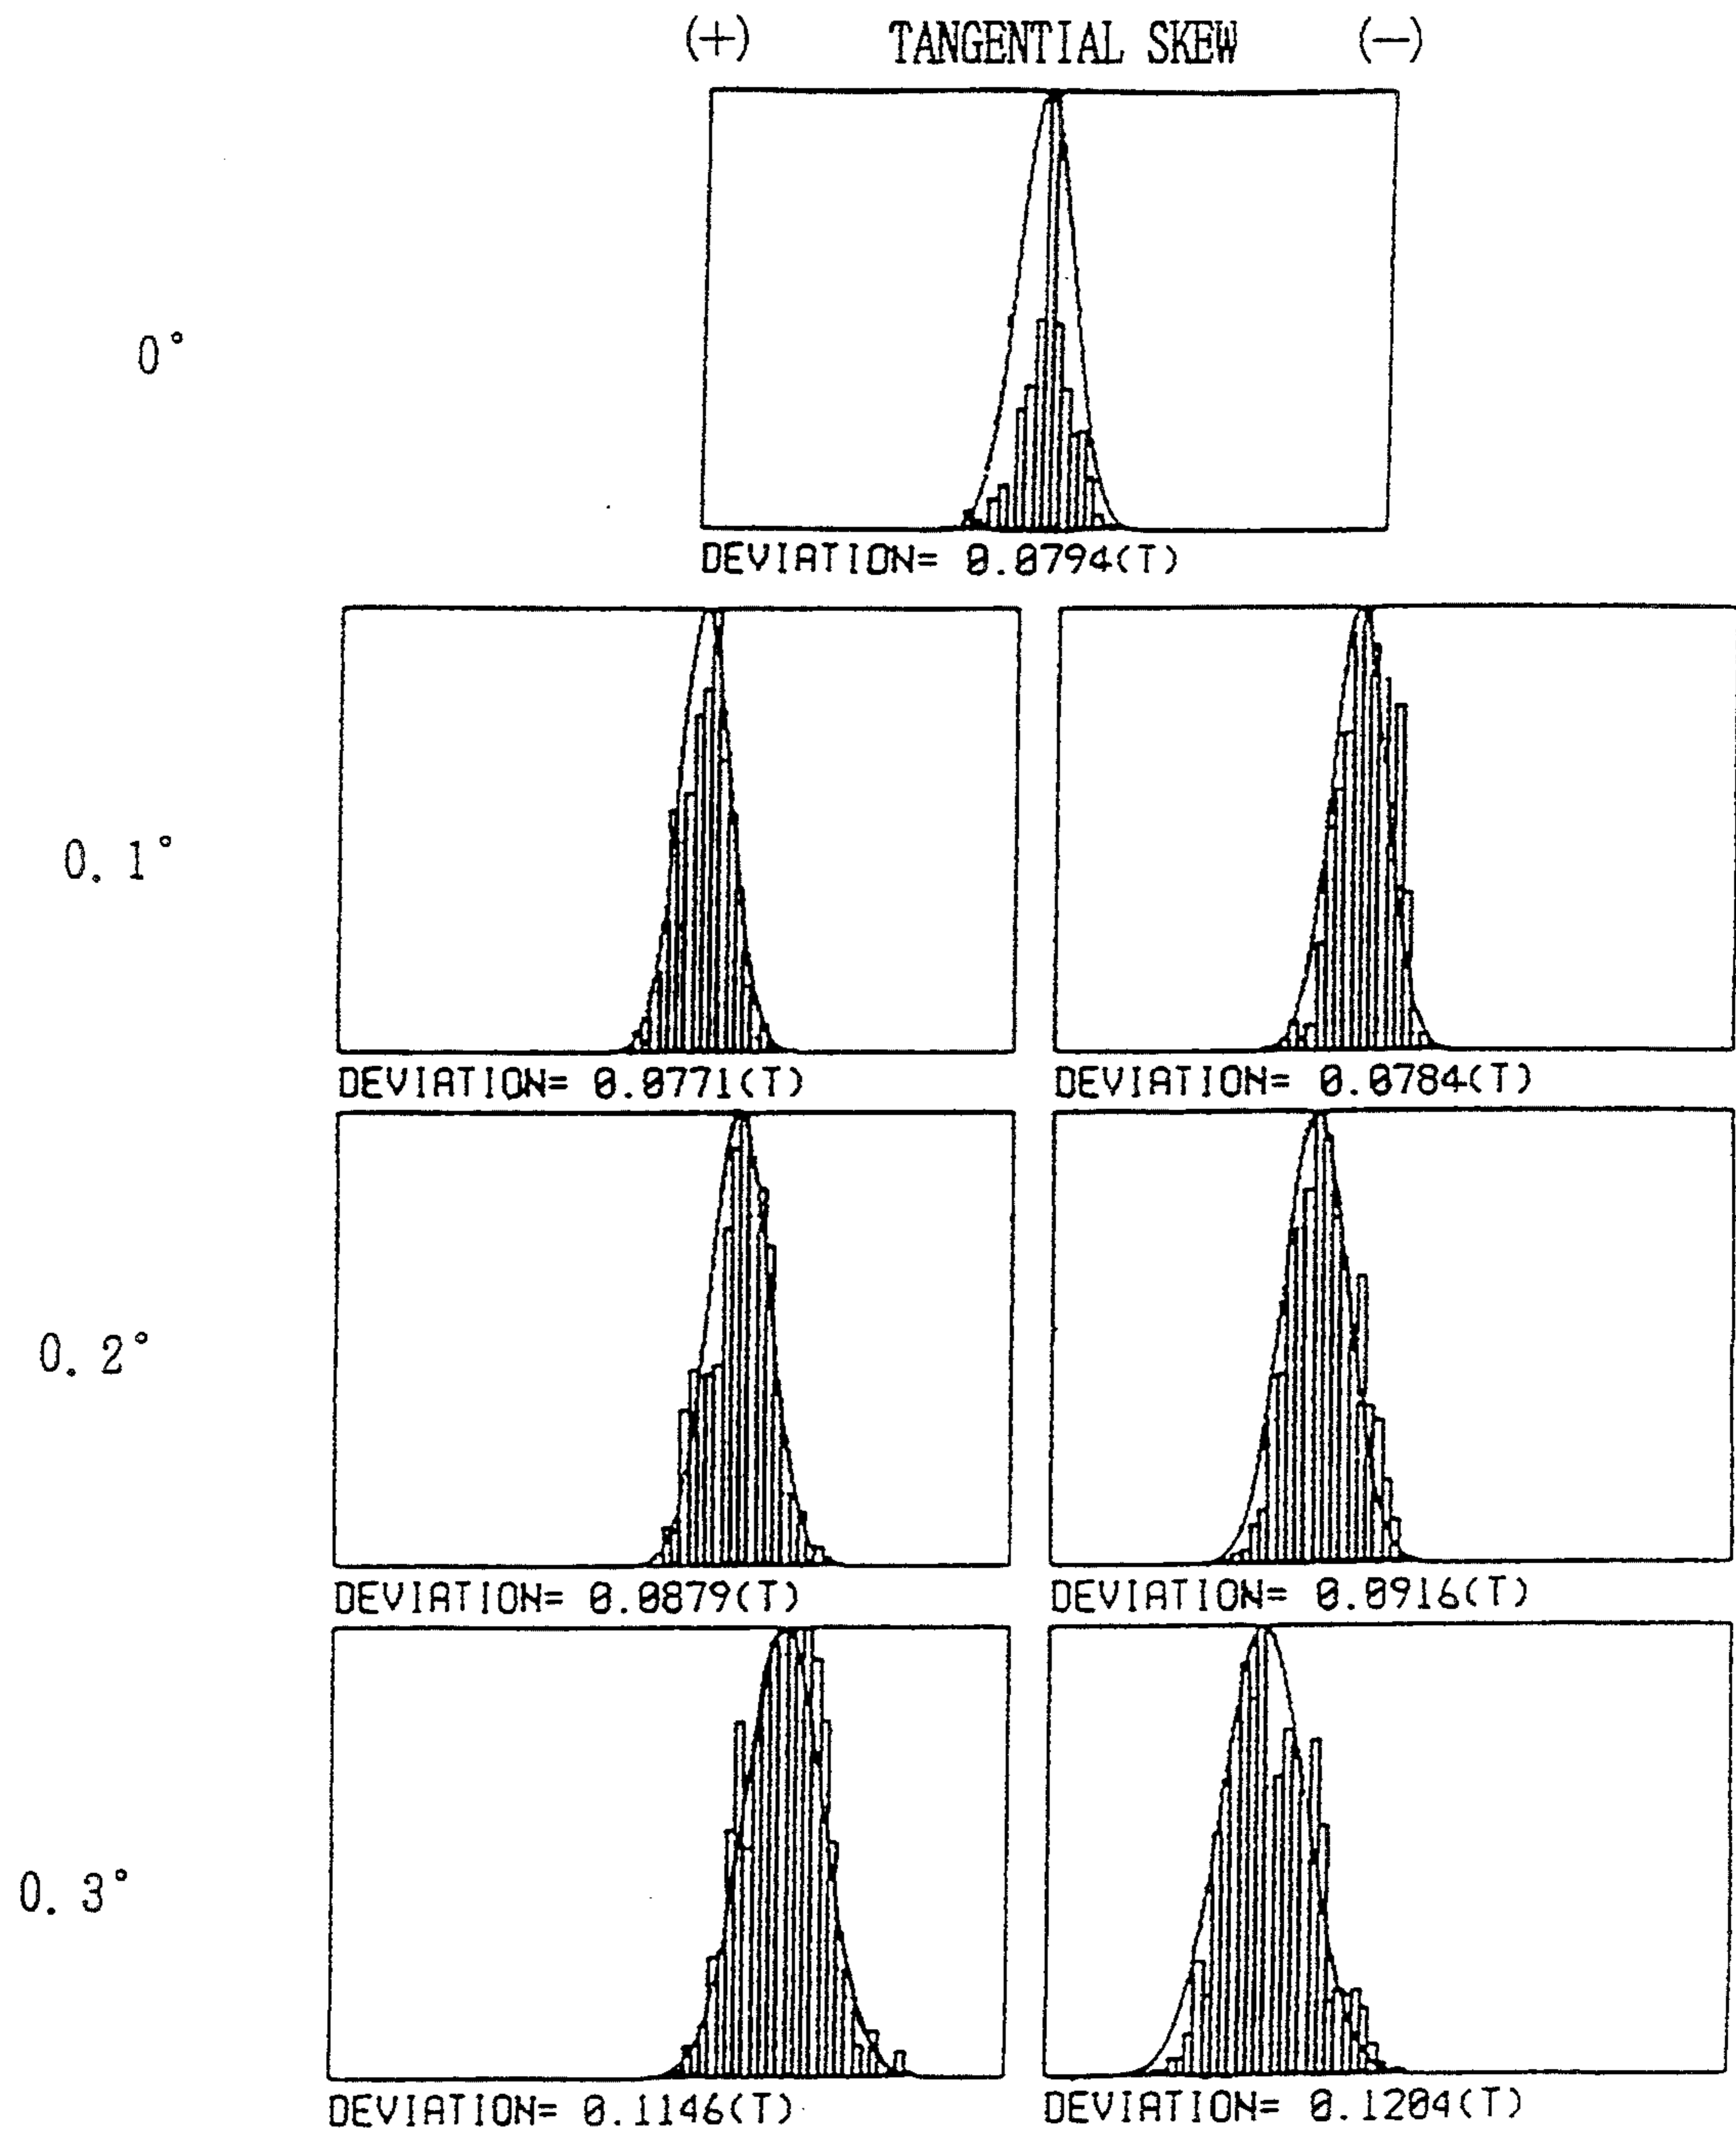 (+) TANGENTIAL SKEW (−)
0°
DEVIATION= 0.0794(T)
0.1°
DEVIATION= 0.0771(T) DEVIATION= 0.0784(T)
0.2°
DEVIATION= 0.0879(T) DEVIATION= 0.0916(T)
0.3°
DEVIATION= 0.1146(T) DEVIATION= 0.1204(T)